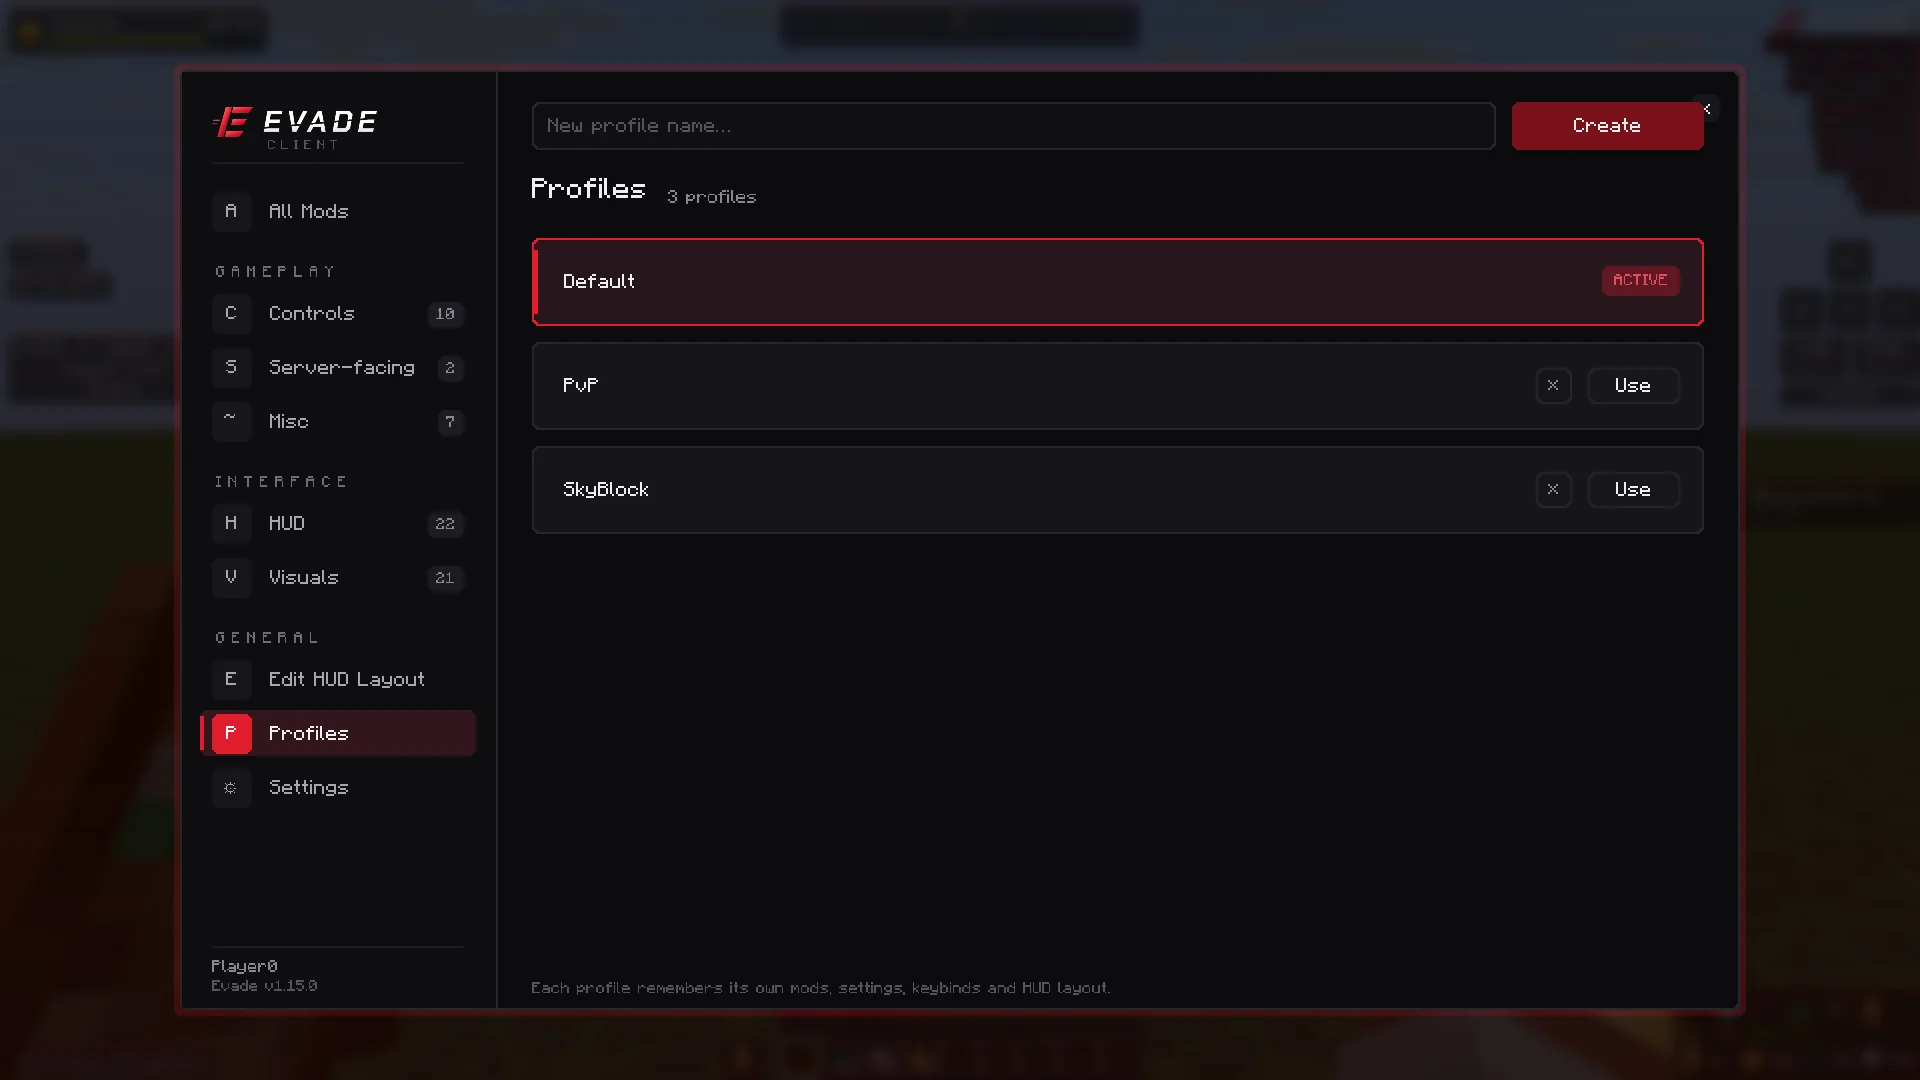 EVADE
CLIENT
A All Mods
GAMEPLAY
C Controls 10
S Server-facing 2
~ Misc 7
INTERFACE
H HUD 22
V Visuals 21
GENERAL
E Edit HUD Layout
P Profiles
Settings
Player0
Evade v1.15.0
New profile name...
Create
Profiles 3 profiles
Default ACTIVE
PvP × Use
SkyBlock × Use
Each profile remembers its own mods, settings, keybinds and HUD layout.